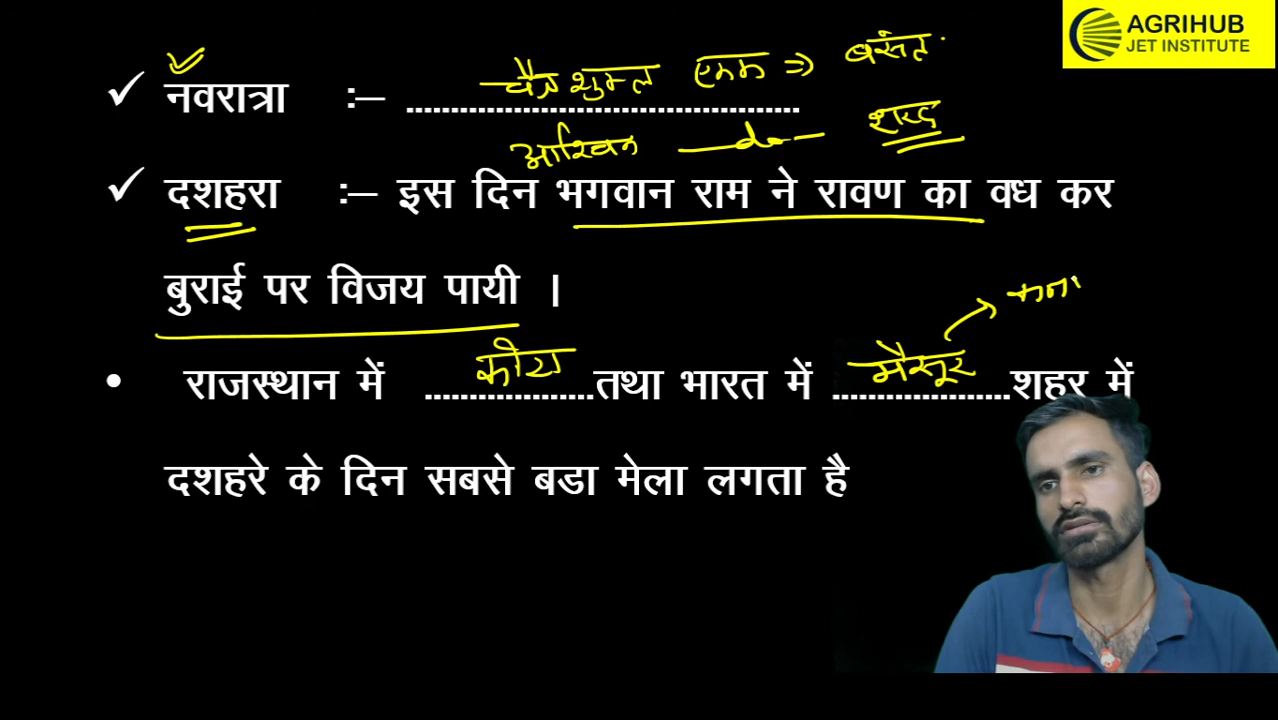 AGRIHUB
JET INSTITUTE
चैत्र शुक्ल एकम => बसंत
✓ नवरात्रा :– ..........................................
आश्विन —do— शरद
✓ दशहरा :– इस दिन भगवान राम ने रावण का वध कर
बुराई पर विजय पायी ।
राजस्थान में कोटा तथा भारत में मैसूर शहर में
दशहरे के दिन सबसे बडा मेला लगता है